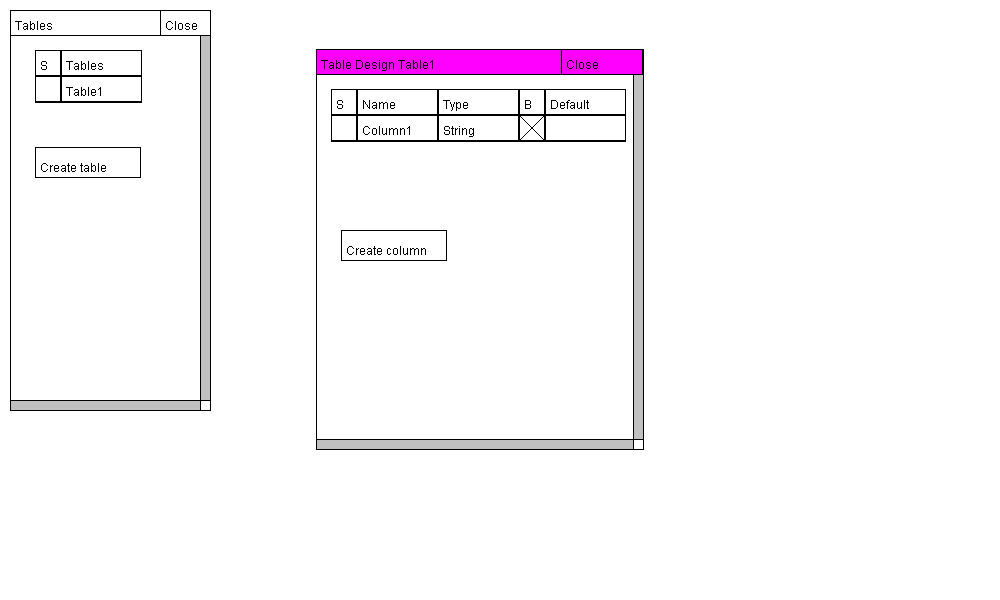 Tables Close
S Tables
Table1
Create table
Table Design Table1 Close
S Name Type B Default
Column1 String
Create column